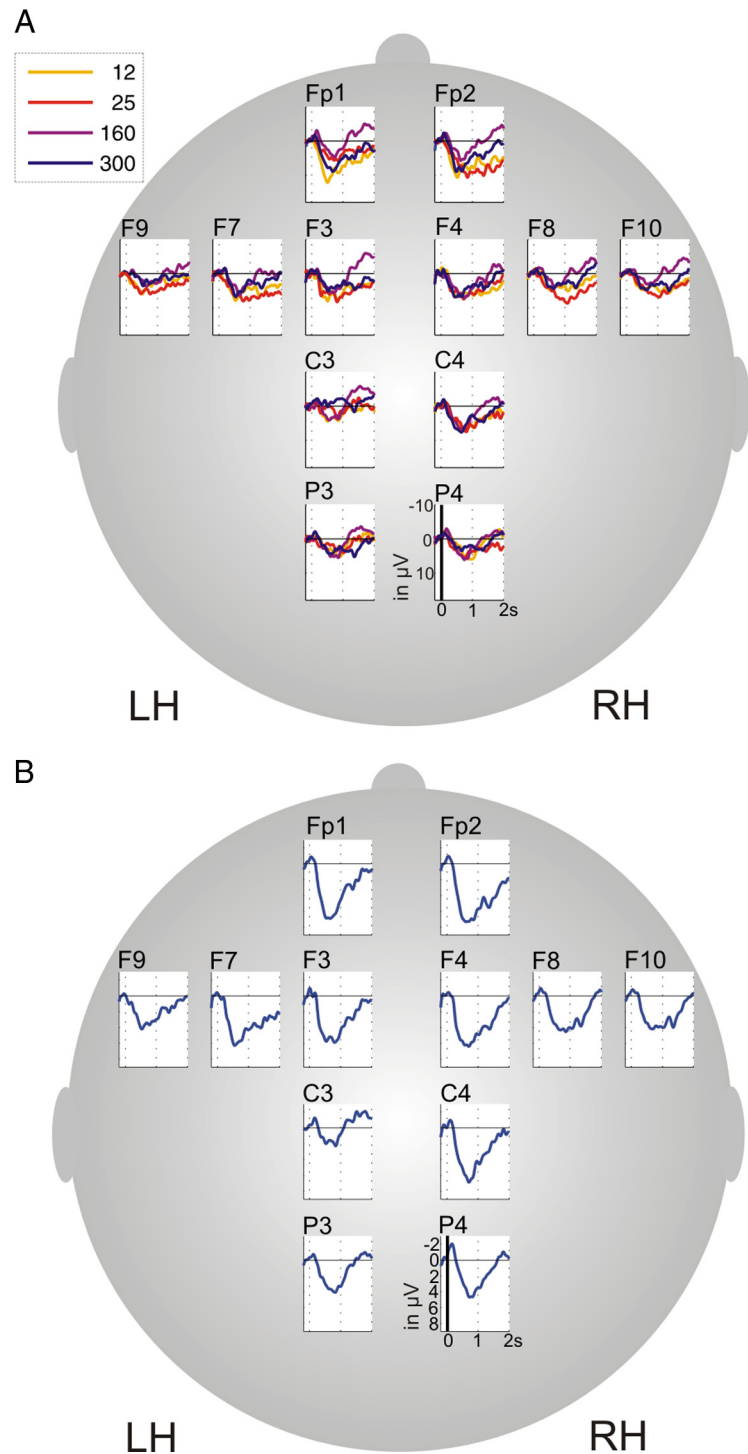 A
12
25
160
300
Fp1 Fp2
F9 F7 F3 F4 F8 F10
C3 C4
P3 P4
-10
0
10
in µV
0 1 2s
LH RH
B
Fp1 Fp2
F9 F7 F3 F4 F8 F10
C3 C4
P3 P4
-2
0
2
4
6
8
in µV
0 1 2s
LH RH